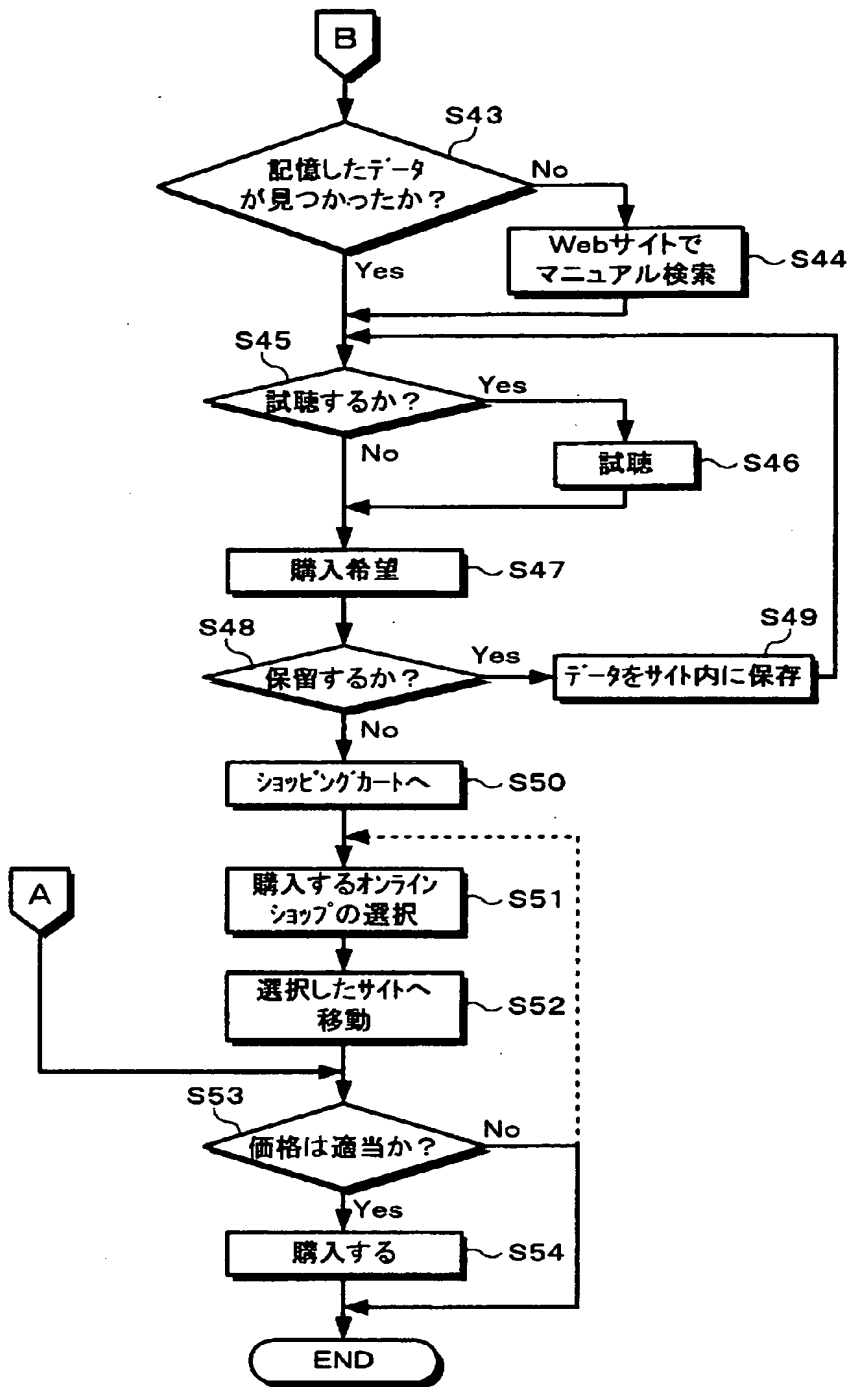 B
S43
記憶したデータ
が見つかったか？
No
Yes
Webサイトで
マニュアル検索
S44
S45
試聴するか？
Yes
No
試聴
S46
購入希望
S47
S48
保留するか？
Yes
No
S49
データをサイト内に保存
ショッピングカートへ
S50
A
購入するオンライン
ショップの選択
S51
選択したサイトへ
移動
S52
S53
価格は適当か？
No
Yes
購入する
S54
END